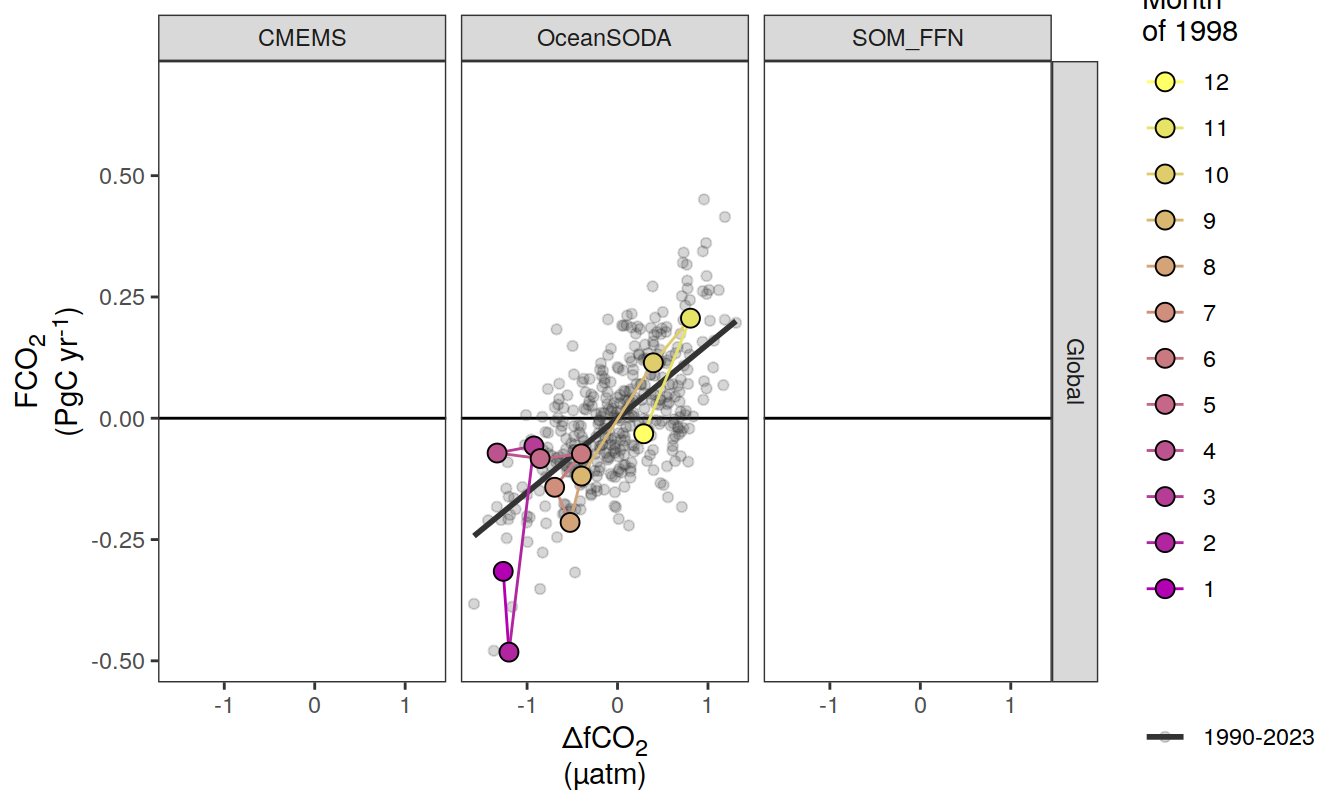 Month
of 1998
CMEMS
OceanSODA
SOM_FFN
12
11
10
9
8
7
6
5
4
3
2
1
1990-2023
Global
FCO₂
(PgC yr⁻¹)
0.50
0.25
0.00
-0.25
-0.50
-1 0 1
-1 0 1
-1 0 1
ΔfCO₂
(µatm)